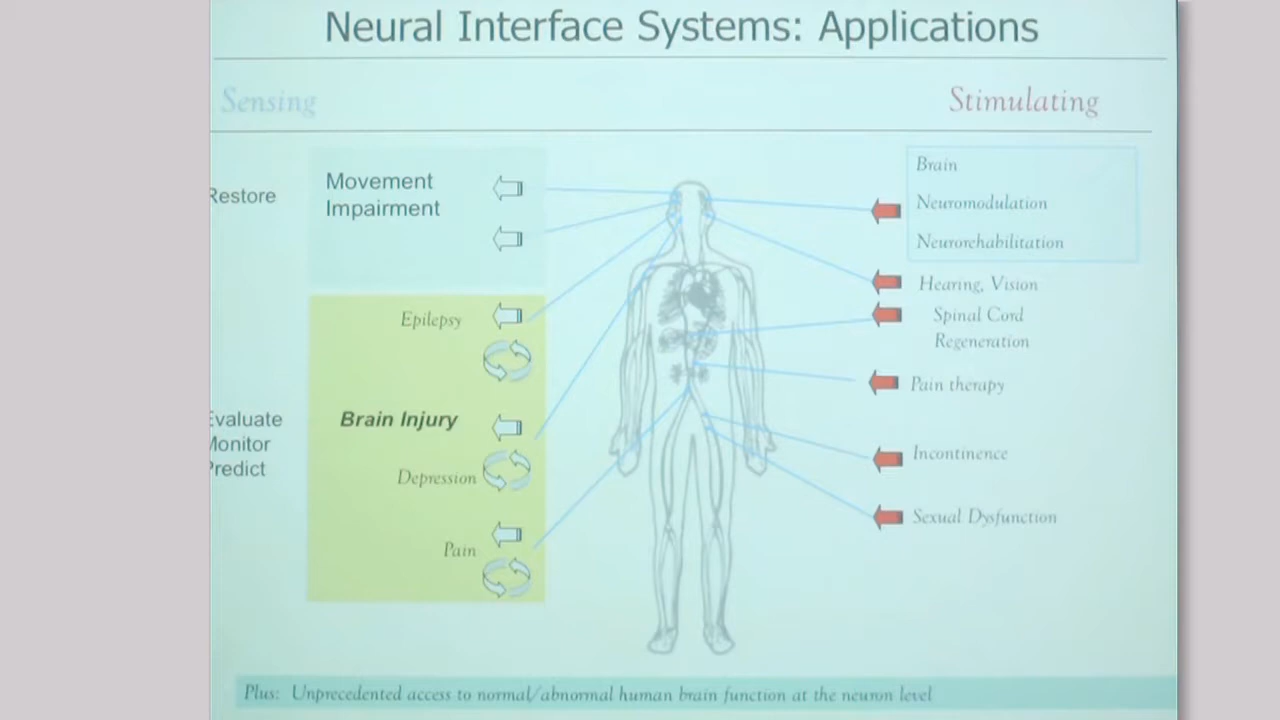 Neural Interface Systems: Applications
Sensing
Stimulating
Restore
Movement
Impairment
Epilepsy
Evaluate
Monitor
Predict
Brain Injury
Depression
Pain
Brain
Neuromodulation
Neurorehabilitation
Hearing, Vision
Spinal Cord
Regeneration
Pain therapy
Incontinence
Sexual Dysfunction
Plus: Unprecedented access to normal/abnormal human brain function at the neuron level